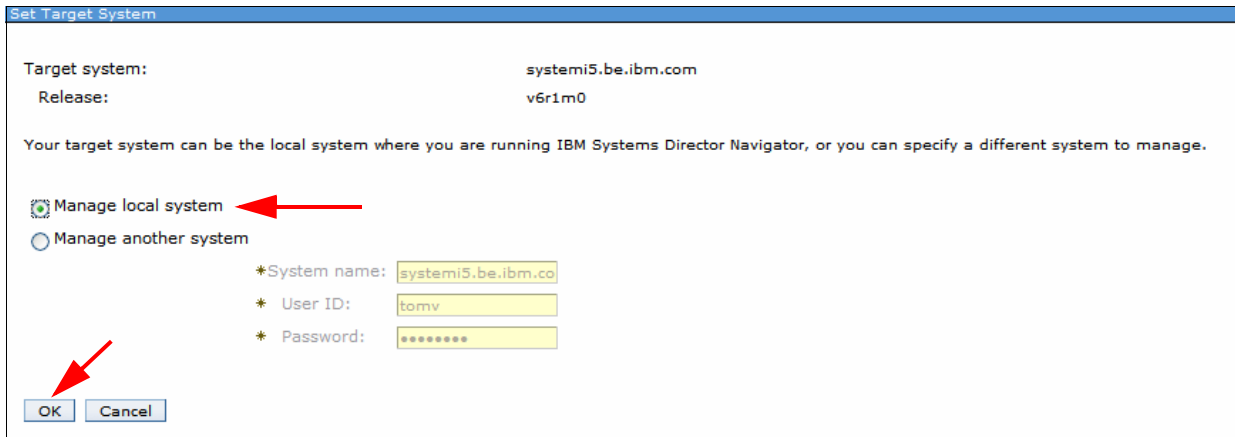 Set Target System
Target system: systemi5.be.ibm.com
Release: v6r1m0
Your target system can be the local system where you are running IBM Systems Director Navigator, or you can specify a different system to manage.
Manage local system
Manage another system
*System name: systemi5.be.ibm.co
* User ID: tomv
* Password: ••••••••
OK Cancel